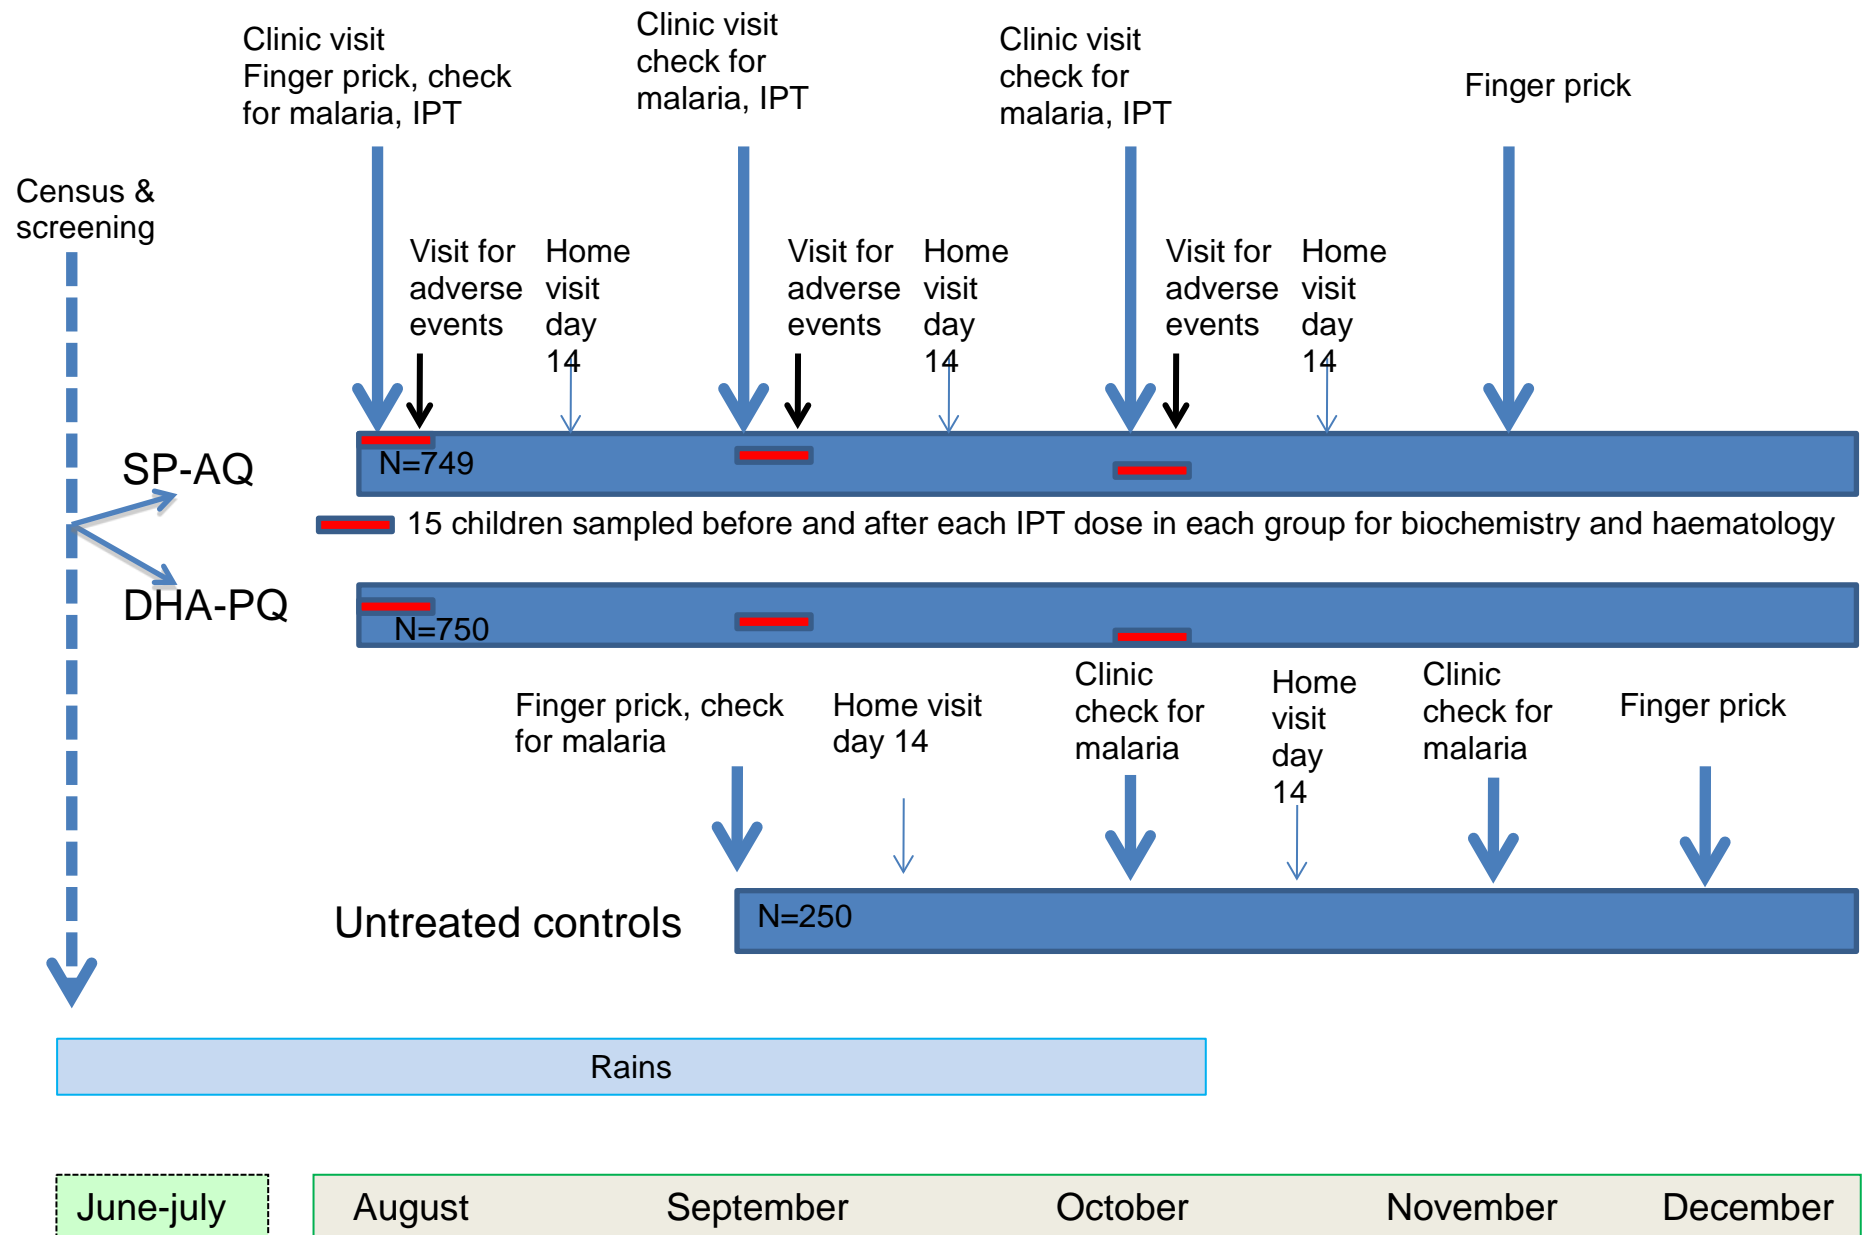 Clinic visit
Finger prick, check
for malaria, IPT
Clinic visit
check for
malaria, IPT
Clinic visit
check for
malaria, IPT
Finger prick
Census &
screening
Visit for
adverse
events
Home
visit
day
14
Visit for
adverse
events
Home
visit
day
14
Visit for
adverse
events
Home
visit
day
14
SP-AQ
N=749
15 children sampled before and after each IPT dose in each group for biochemistry and haematology
DHA-PQ
N=750
Finger prick, check
for malaria
Home visit
day 14
Clinic
check for
malaria
Home
visit
day
14
Clinic
check for
malaria
Finger prick
Untreated controls
N=250
Rains
June-july
August
September
October
November
December